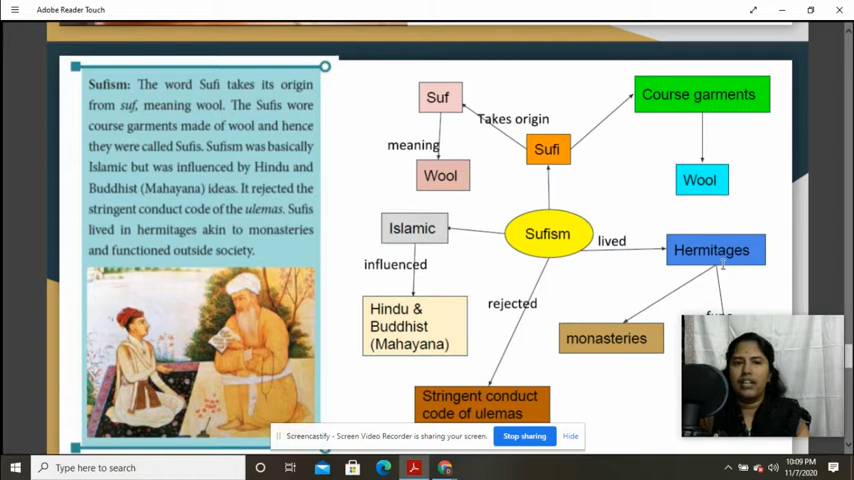 Adobe Reader Touch
Sufism: The word Sufi takes its origin
from suf, meaning wool. The Sufis wore
course garments made of wool and hence
they were called Sufis. Sufism was basically
Islamic but was influenced by Hindu and
Buddhist (Mahayana) ideas. It rejected the
stringent conduct code of the ulemas. Sufis
lived in hermitages akin to monasteries
and functioned outside society.
Suf
Course garments
Takes origin
meaning
Sufi
Wool
Wool
Islamic
Sufism
lived
Hermitages
influenced
rejected
Hindu &
Buddhist
(Mahayana)
monasteries
Stringent conduct
code of ulemas
Screencastify - Screen Video Recorder is sharing your screen.
Stop sharing
Hide
Type here to search
10:09 PM
11/7/2020